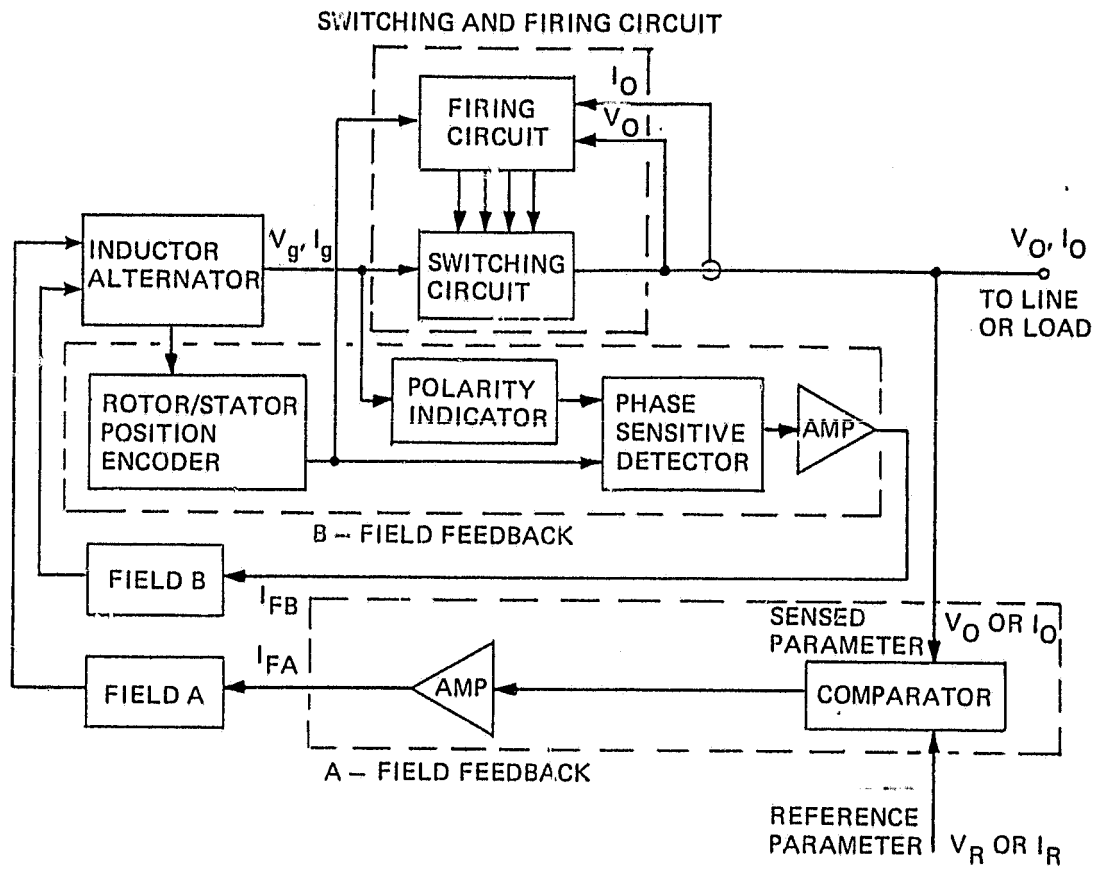 SWITCHING AND FIRING CIRCUIT
I_O
FIRING
CIRCUIT
V_O
INDUCTOR
ALTERNATOR
V_g, I_g
SWITCHING
CIRCUIT
V_O, I_O
TO LINE
OR LOAD
ROTOR/STATOR
POSITION
ENCODER
POLARITY
INDICATOR
PHASE
SENSITIVE
DETECTOR
AMP
B – FIELD FEEDBACK
FIELD B
I_FB
SENSED
PARAMETER
V_O OR I_O
FIELD A
I_FA
AMP
COMPARATOR
A – FIELD FEEDBACK
REFERENCE
PARAMETER
V_R OR I_R